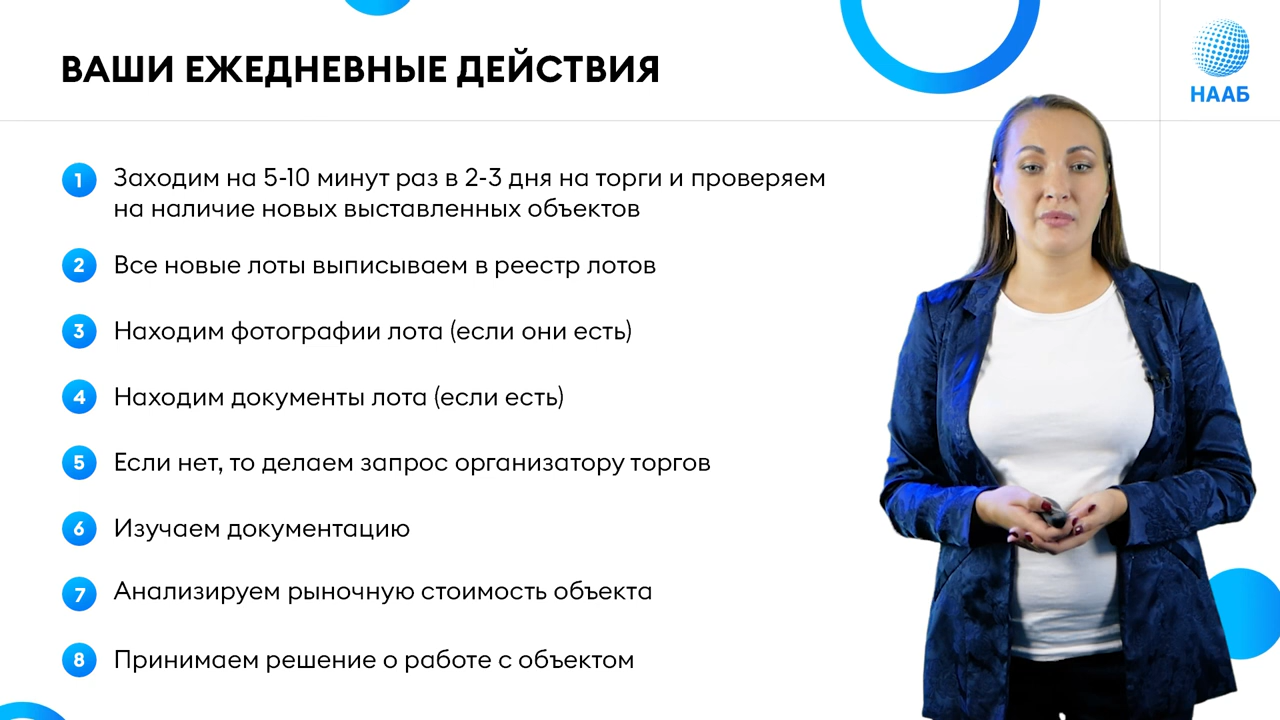 ВАШИ ЕЖЕДНЕВНЫЕ ДЕЙСТВИЯ
НААБ
1 Заходим на 5-10 минут раз в 2-3 дня на торги и проверяем
на наличие новых выставленных объектов
2 Все новые лоты выписываем в реестр лотов
3 Находим фотографии лота (если они есть)
4 Находим документы лота (если есть)
5 Если нет, то делаем запрос организатору торгов
6 Изучаем документацию
7 Анализируем рыночную стоимость объекта
8 Принимаем решение о работе с объектом